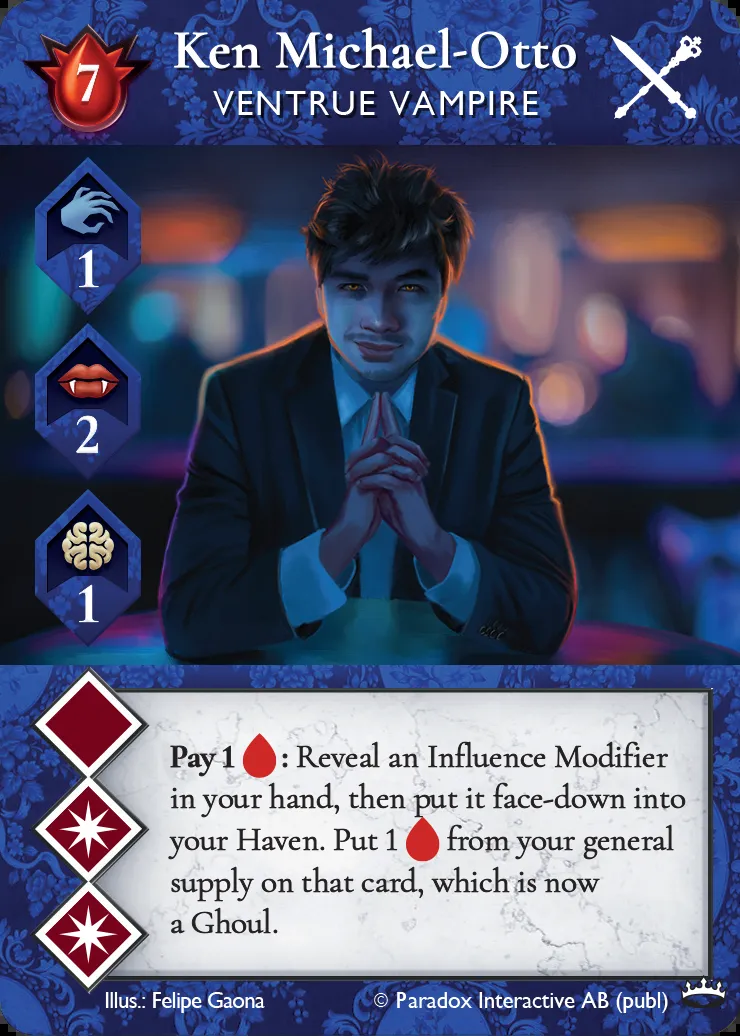 7
Ken Michael-Otto
VENTRUE VAMPIRE
1
2
1
Pay 1 : Reveal an Influence Modifier
in your hand, then put it face-down into
your Haven. Put 1 from your general
supply on that card, which is now
a Ghoul.
Illus.: Felipe Gaona
© Paradox Interactive AB (publ)